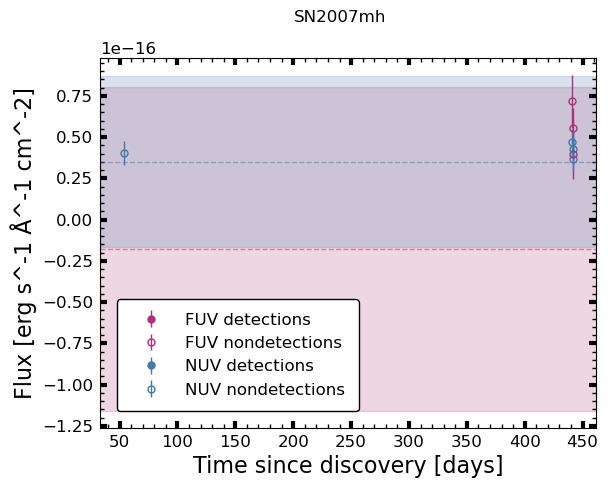 SN2007mh
1e−16
0.75
0.50
0.25
0.00
−0.25
−0.50
−0.75
−1.00
−1.25
Flux [erg s^-1 Å^-1 cm^-2]
FUV detections
FUV nondetections
NUV detections
NUV nondetections
50 100 150 200 250 300 350 400 450
Time since discovery [days]